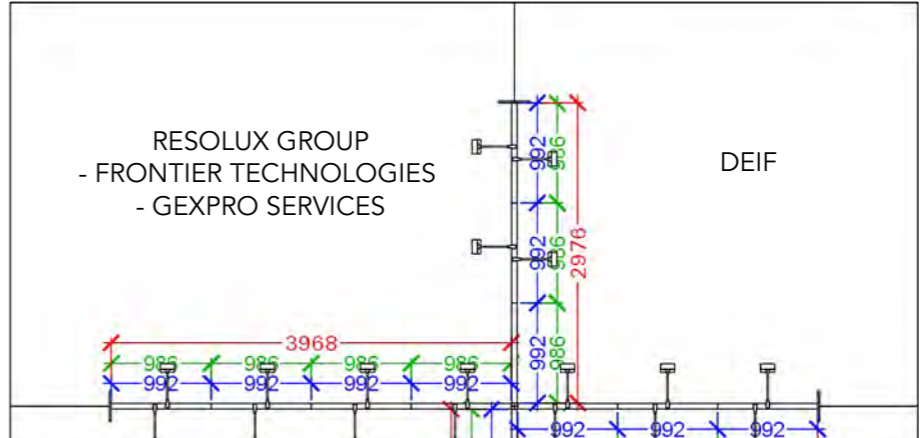 RESOLUX GROUP
- FRONTIER TECHNOLOGIES
- GEXPRO SERVICES
DEIF
992
986
992
986
2976
992
986
3968
986 986 986 986
992 992 992 992
992 992 992